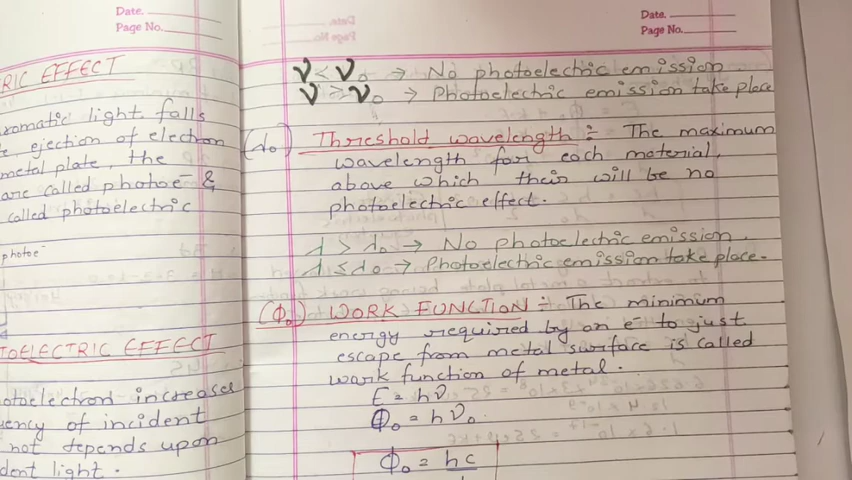 Date.
Page No.
RIC EFFECT
romatic light falls
ejection of electron
metal plate, the
are called photoe⁻ &
called photoelectric
photoe⁻
TOELECTRIC EFFECT
otoelectron increases
uency of incident
not depends upon
dent light.
Date.
Page No.
ν < ν₀ → No photoelectric emission
ν ≥ ν₀ → Photoelectric emission take place
(λ₀) Threshold wavelength :- The maximum
wavelength for each material,
above which their will be no
photoelectric effect.
λ > λ₀ → No photoelectric emission.
λ ≤ λ₀ → Photoelectric emission take place.
(Φ₀) WORK FUNCTION :- The minimum
energy required by an e⁻ to just
escape from metal surface is called
work function of metal.
E = hν
Φ₀ = hν₀.
Φ₀ = hc